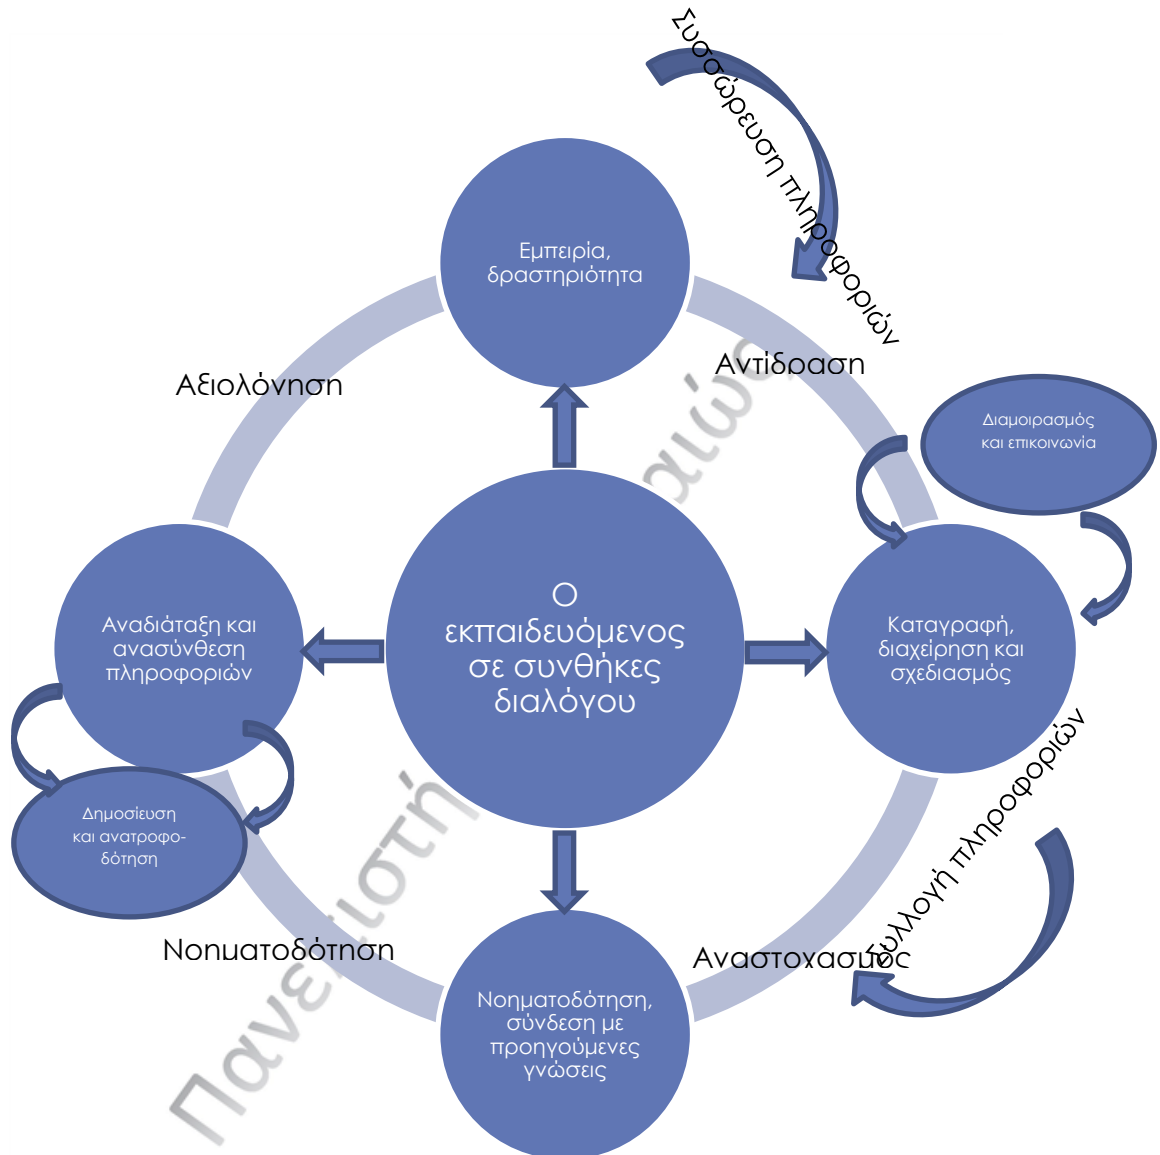 Συσσώρευση πληροφοριών
Εμπειρία,
δραστηριότητα
Αξιολόγηση
Αντίδραση
Διαμοιρασμός
και επικοινωνία
Ο
εκπαιδευόμενος
σε συνθήκες
διαλόγου
Αναδιάταξη και
ανασύνθεση
πληροφοριών
Καταγραφή,
διαχείρηση και
σχεδιασμός
Δημοσίευση
και ανατροφο-
δότηση
Συλλογή πληροφοριών
Νοηματοδότηση
Αναστοχασμός
Νοηματοδότηση,
σύνδεση με
προηγούμενες
γνώσεις